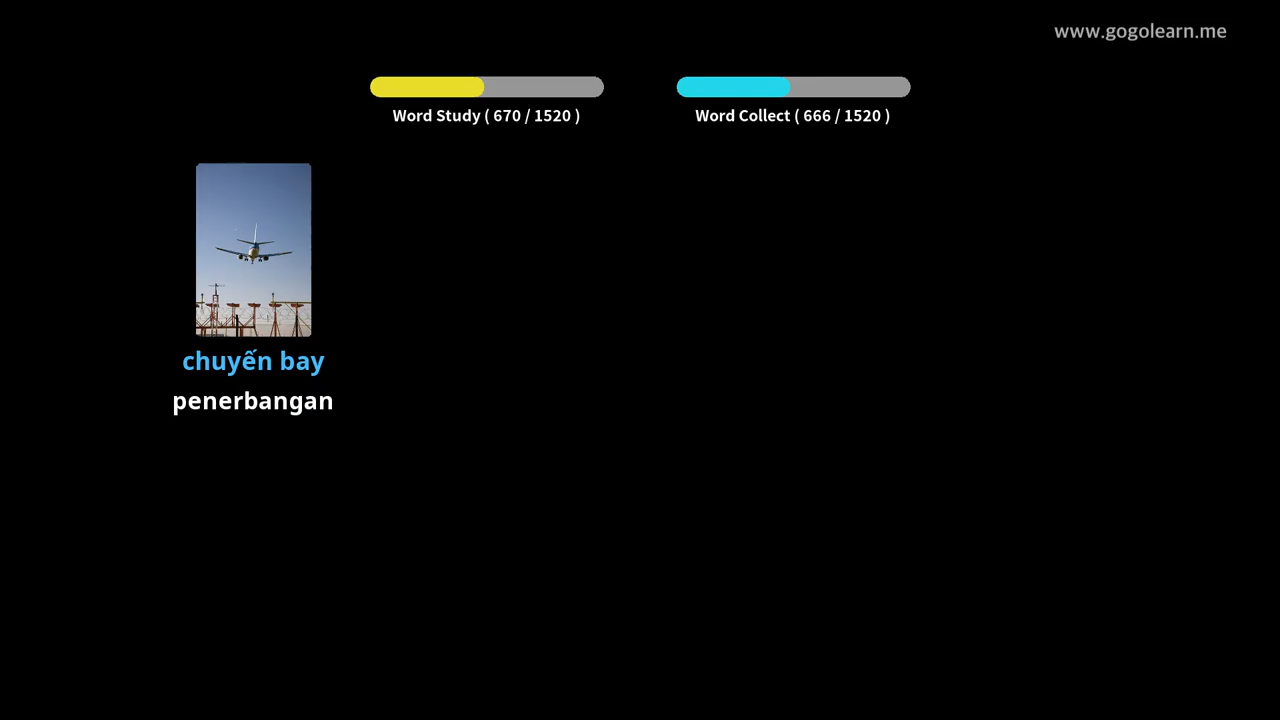 www.gogolearn.me
Word Study ( 670 / 1520 )
Word Collect ( 666 / 1520 )
chuyến bay
penerbangan